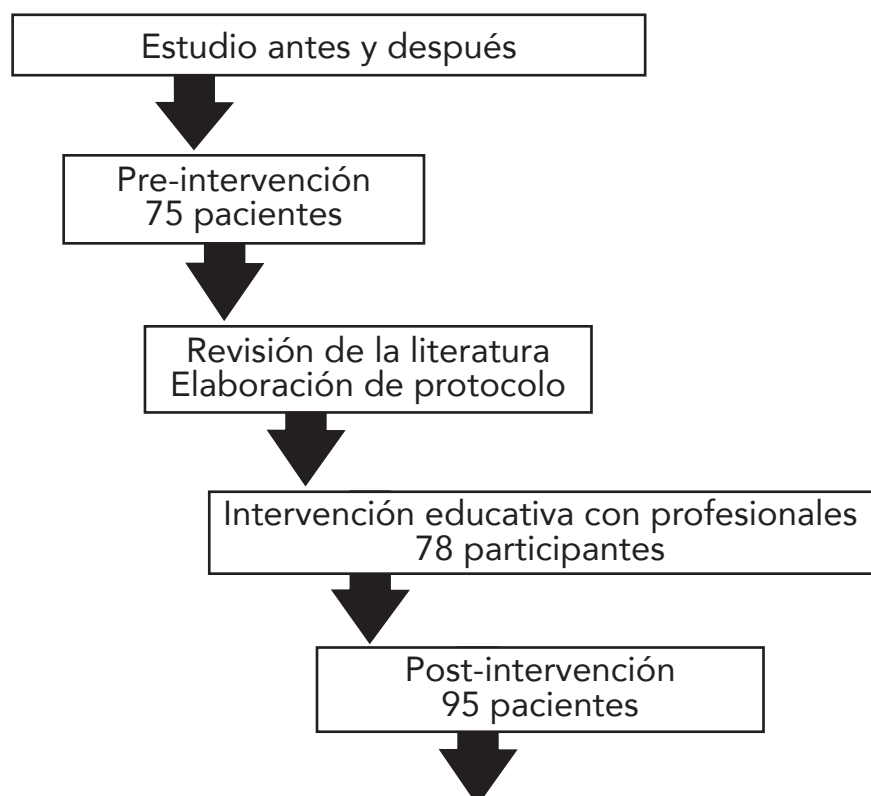 Estudio antes y después
Pre-intervención
75 pacientes
Revisión de la literatura
Elaboración de protocolo
Intervención educativa con profesionales
78 participantes
Post-intervención
95 pacientes